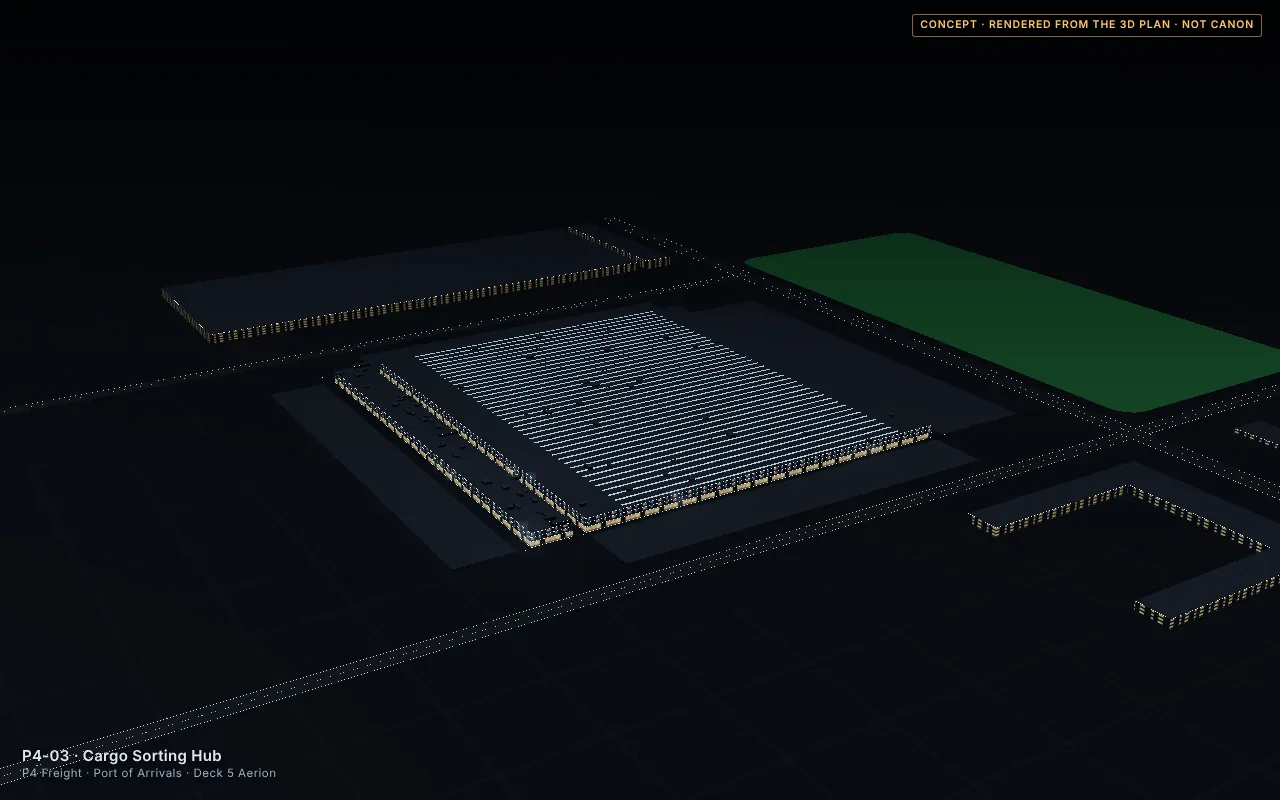 CONCEPT · RENDERED FROM THE 3D PLAN · NOT CANON
P4-03 · Cargo Sorting Hub
P4 Freight · Port of Arrivals · Deck 5 Aerion